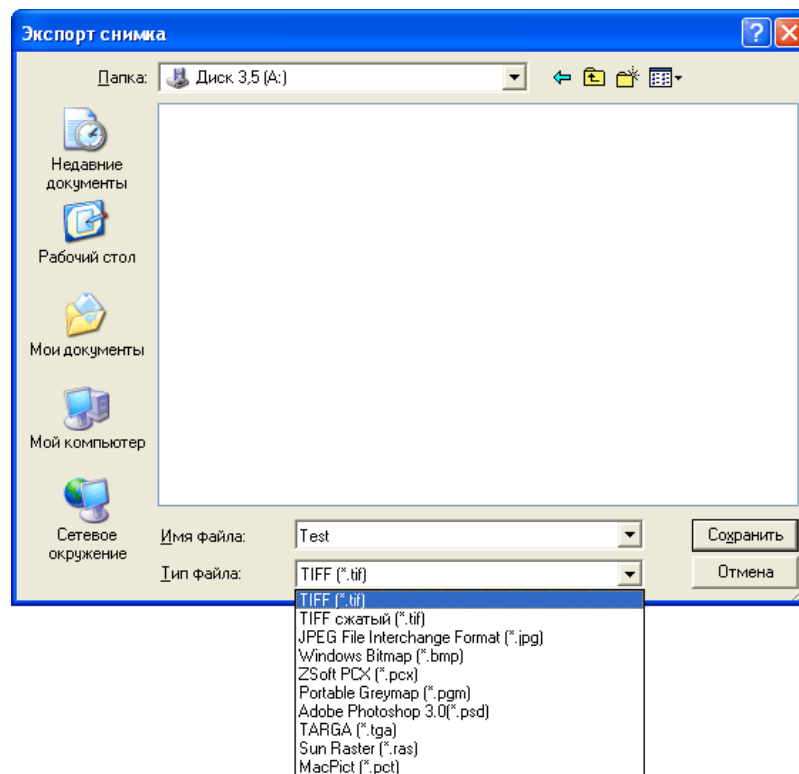 Экспорт снимка
Папка: Диск 3,5 (A:)
Недавние
документы
Рабочий стол
Мои документы
Мой компьютер
Сетевое
окружение
Имя файла: Test Сохранить
Тип файла: TIFF (*.tif) Отмена
TIFF (*.tif)
TIFF сжатый (*.tif)
JPEG File Interchange Format (*.jpg)
Windows Bitmap (*.bmp)
ZSoft PCX (*.pcx)
Portable Greymap (*.pgm)
Adobe Photoshop 3.0(*.psd)
TARGA (*.tga)
Sun Raster (*.ras)
MacPict (*.pct)